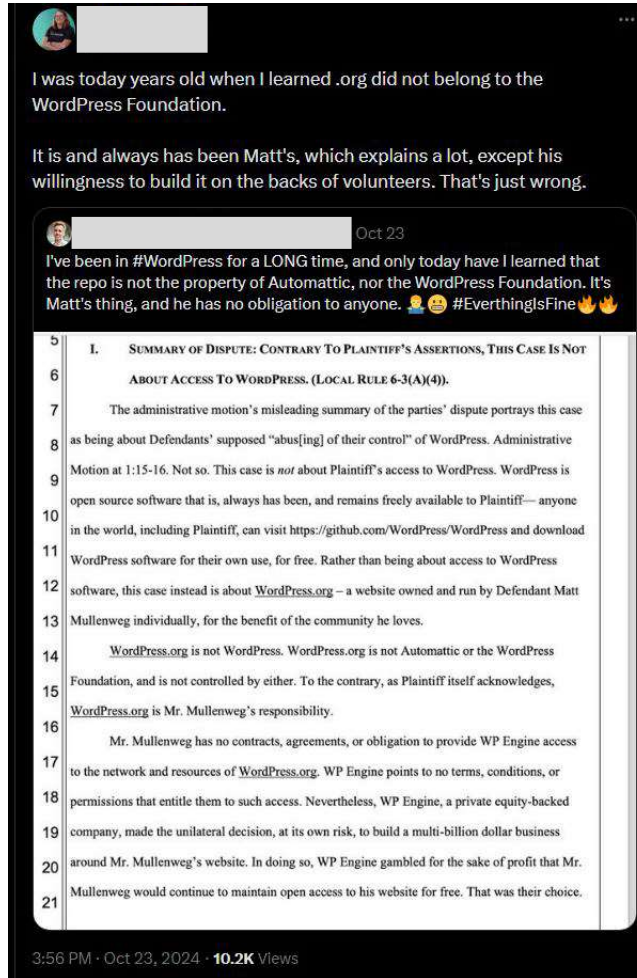 I was today years old when I learned .org did not belong to the
WordPress Foundation.
It is and always has been Matt's, which explains a lot, except his
willingness to build it on the backs of volunteers. That's just wrong.
Oct 23
I've been in #WordPress for a LONG time, and only today have I learned that
the repo is not the property of Automattic, nor the WordPress Foundation. It's
Matt's thing, and he has no obligation to anyone. 🤷‍♂️😬 #EverthingIsFine🔥🔥
5 I. SUMMARY OF DISPUTE: CONTRARY TO PLAINTIFF'S ASSERTIONS, THIS CASE IS NOT
6 ABOUT ACCESS TO WORDPRESS. (LOCAL RULE 6-3(A)(4)).
7 The administrative motion's misleading summary of the parties' dispute portrays this case
8 as being about Defendants' supposed "abus[ing] of their control" of WordPress. Administrative
9 Motion at 1:15-16. Not so. This case is not about Plaintiff's access to WordPress. WordPress is
10 open source software that is, always has been, and remains freely available to Plaintiff— anyone
in the world, including Plaintiff, can visit https://github.com/WordPress/WordPress and download
11 WordPress software for their own use, for free. Rather than being about access to WordPress
12 software, this case instead is about WordPress.org – a website owned and run by Defendant Matt
13 Mullenweg individually, for the benefit of the community he loves.
14 WordPress.org is not WordPress. WordPress.org is not Automattic or the WordPress
15 Foundation, and is not controlled by either. To the contrary, as Plaintiff itself acknowledges,
WordPress.org is Mr. Mullenweg's responsibility.
16
17 Mr. Mullenweg has no contracts, agreements, or obligation to provide WP Engine access
to the network and resources of WordPress.org. WP Engine points to no terms, conditions, or
18 permissions that entitle them to such access. Nevertheless, WP Engine, a private equity-backed
19 company, made the unilateral decision, at its own risk, to build a multi-billion dollar business
20 around Mr. Mullenweg's website. In doing so, WP Engine gambled for the sake of profit that Mr.
21 Mullenweg would continue to maintain open access to his website for free. That was their choice.
3:56 PM · Oct 23, 2024 · 10.2K Views